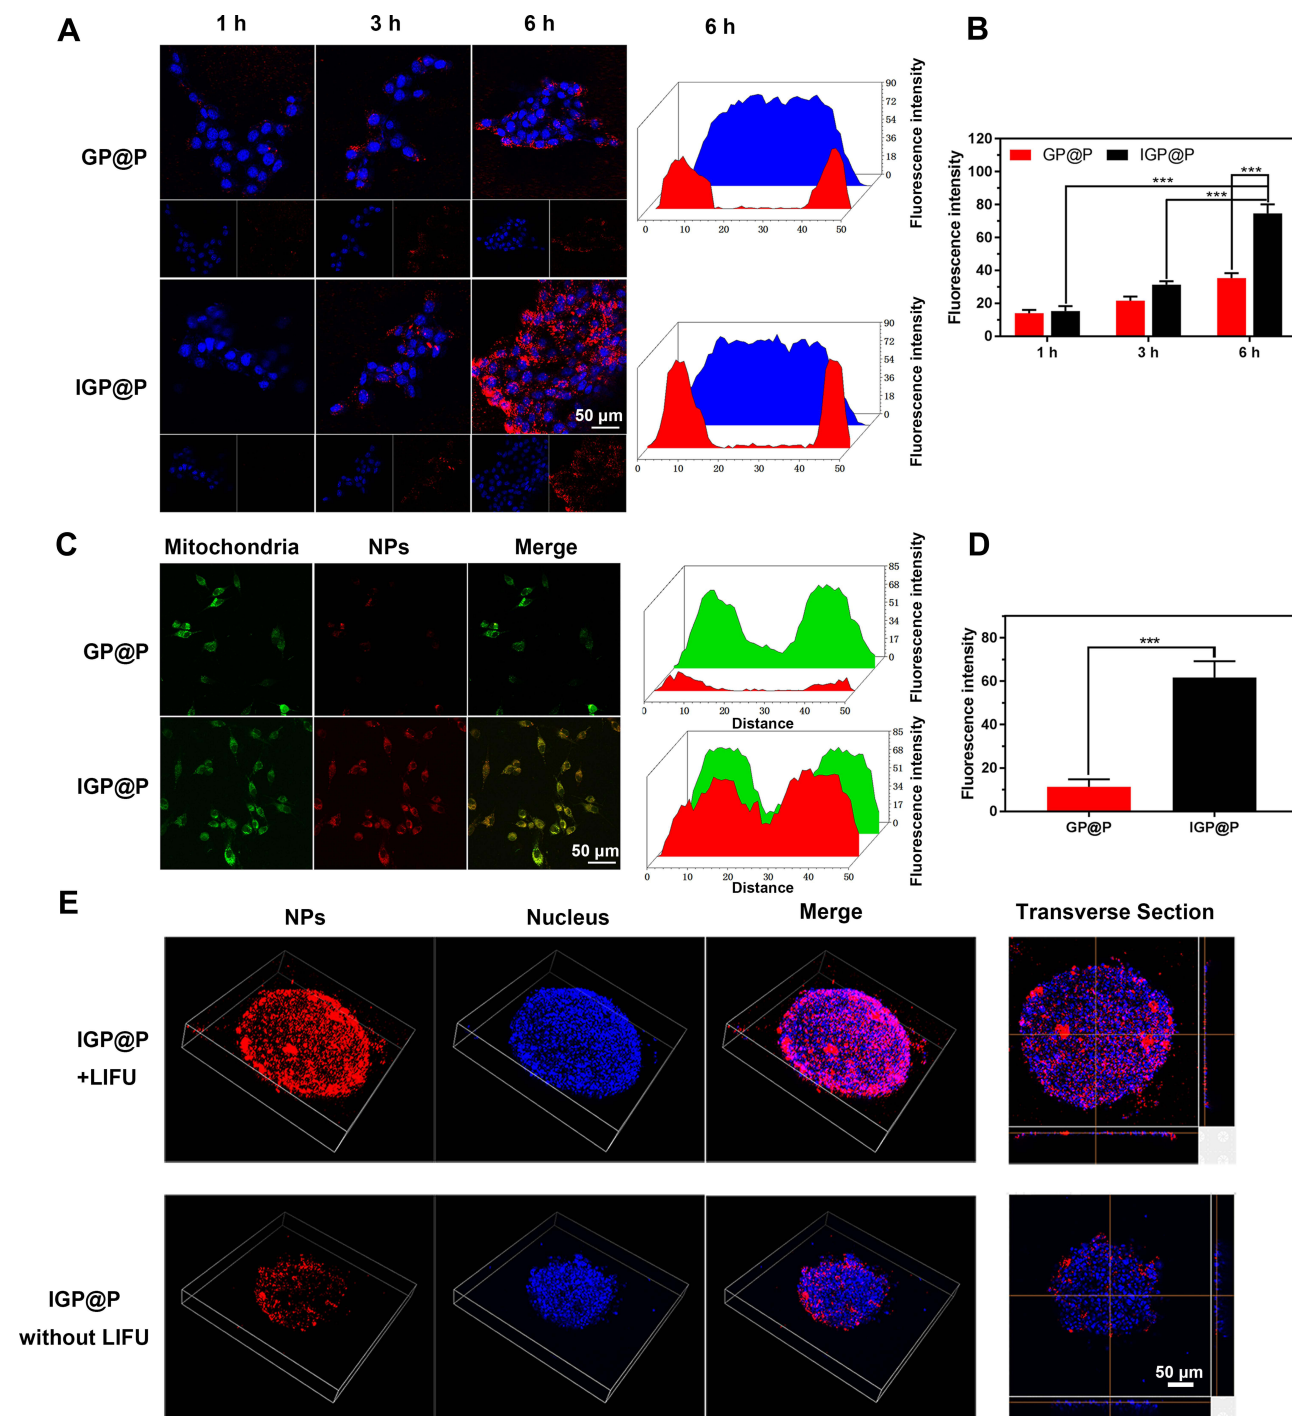 A
1 h
3 h
6 h
6 h
GP@P
IGP@P
50 μm
Fluorescence intensity
90
72
54
36
18
0
0 10 20 30 40 50
Fluorescence intensity
90
72
54
36
18
0
0 10 20 30 40 50
B
Fluorescence intensity
120
100
80
60
40
20
0
GP@P IGP@P
***
***
***
1 h 3 h 6 h
C
Mitochondria NPs Merge
GP@P
IGP@P
50 μm
Fluorescence intensity
85
68
51
34
17
0
0 10 20 30 40 50
Distance
Fluorescence intensity
85
68
51
34
17
0
0 10 20 30 40 50
Distance
D
Fluorescence intensity
80
60
40
20
0
***
GP@P IGP@P
E
NPs Nucleus Merge Transverse Section
IGP@P
+LIFU
IGP@P
without LIFU
50 μm